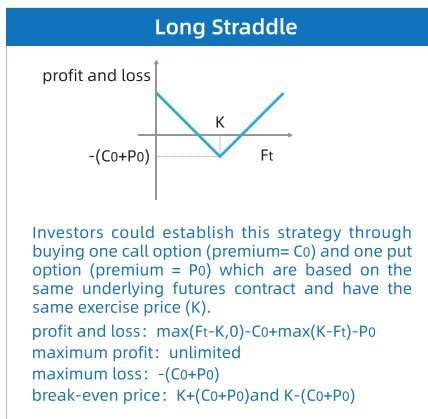 Long Straddle
profit and loss
K
-(C0+P0)
Ft
Investors could establish this strategy through
buying one call option (premium= C0) and one put
option (premium = P0) which are based on the
same underlying futures contract and have the
same exercise price (K).
profit and loss：max(Ft-K,0)-C0+max(K-Ft)-P0
maximum profit：unlimited
maximum loss：-(C0+P0)
break-even price：K+(C0+P0)and K-(C0+P0)